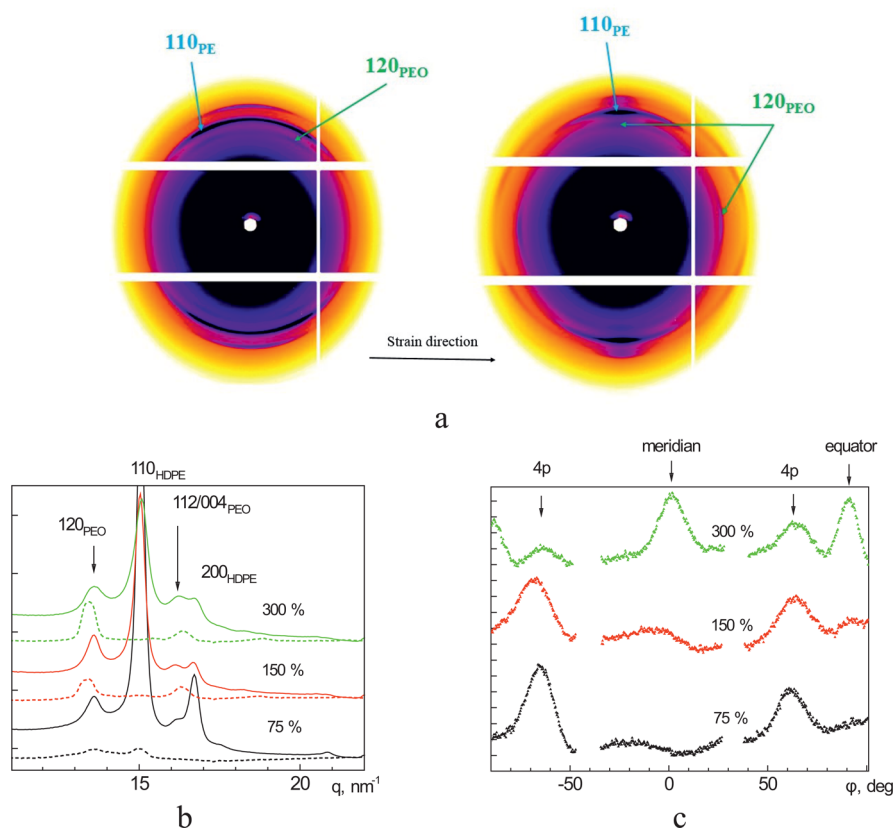 110PE
120PEO
110PE
120PEO
Strain direction
a
110HDPE
120PEO
112/004PEO
200HDPE
300 %
150 %
75 %
15
20
q, nm-1
b
meridian
equator
4p
4p
300 %
150 %
75 %
-50
0
50
φ, deg
c